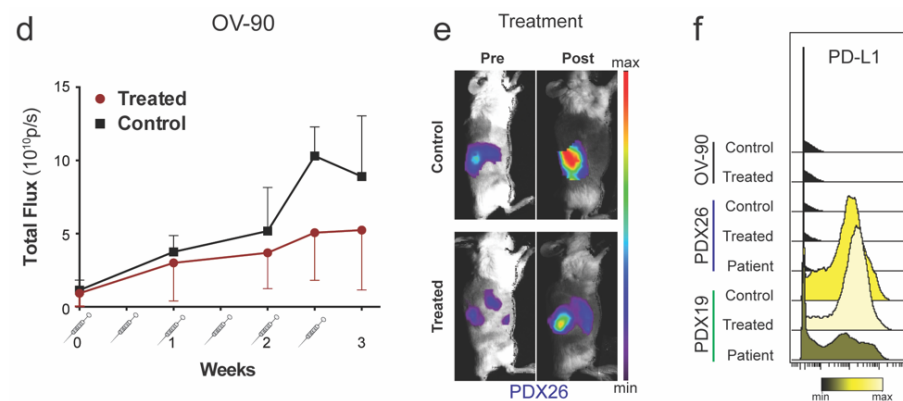 d
OV-90
Total Flux (10¹⁰p/s)
15
10
5
0
Treated
Control
0
1
2
3
Weeks
e
Treatment
Pre
Post
Control
Treated
max
min
PDX26
f
PD-L1
OV-90
Control
Treated
PDX26
Control
Treated
Patient
PDX19
Control
Treated
Patient
min
max